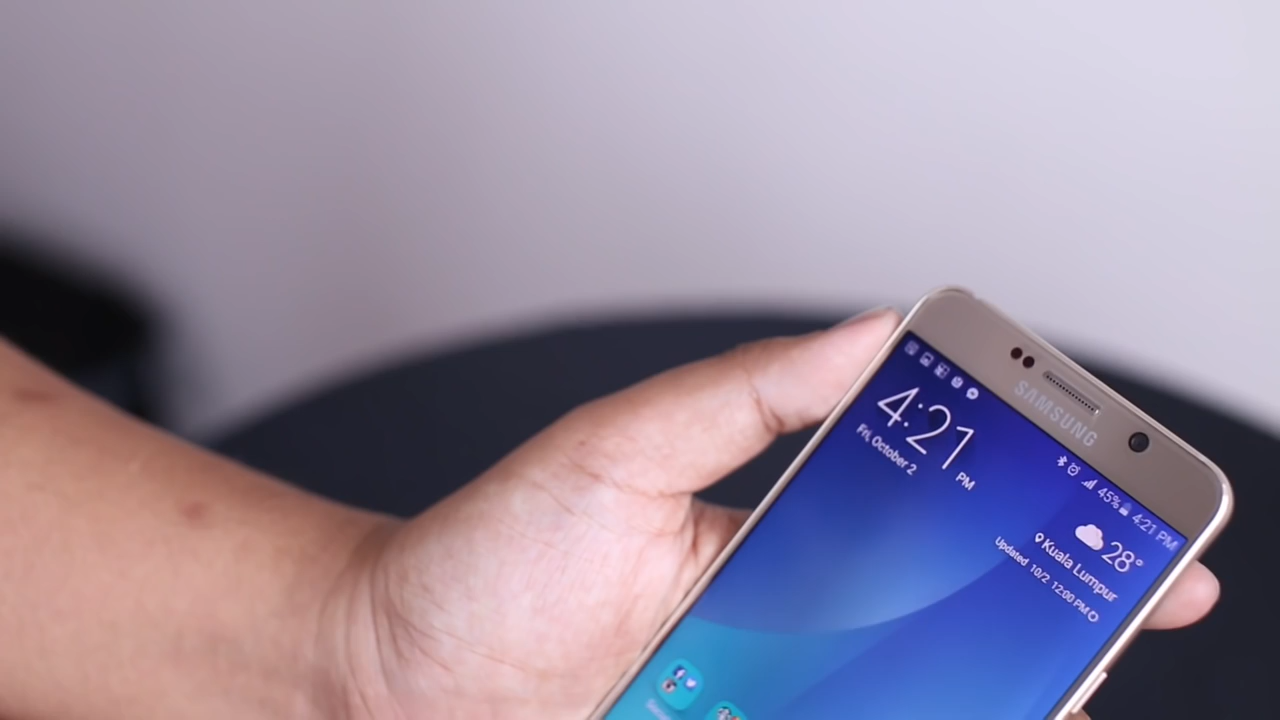 SAMSUNG
45% 4:21 PM
4:21 PM
Fri, October 2
28°
Kuala Lumpur
Updated 10/2 12:00 PM